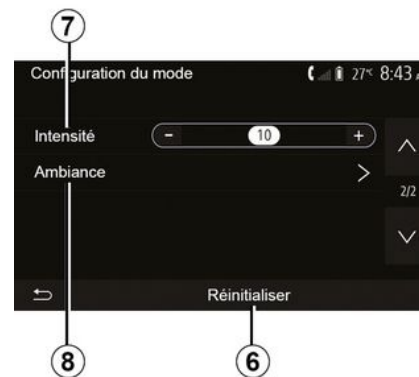 7
Configuration du mode 27 8:43
Intensité - 10 +
Ambiance >
2/2
Réinitialiser
8 6